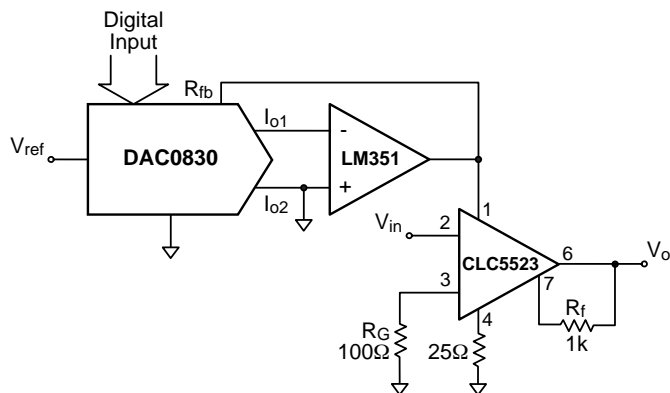 Digital
Input
Rfb
Vref
DAC0830
Io1
Io2
-
+
LM351
Vin
2
1
CLC5523
6
Vo
3
7
4
RG
100Ω
25Ω
Rf
1k